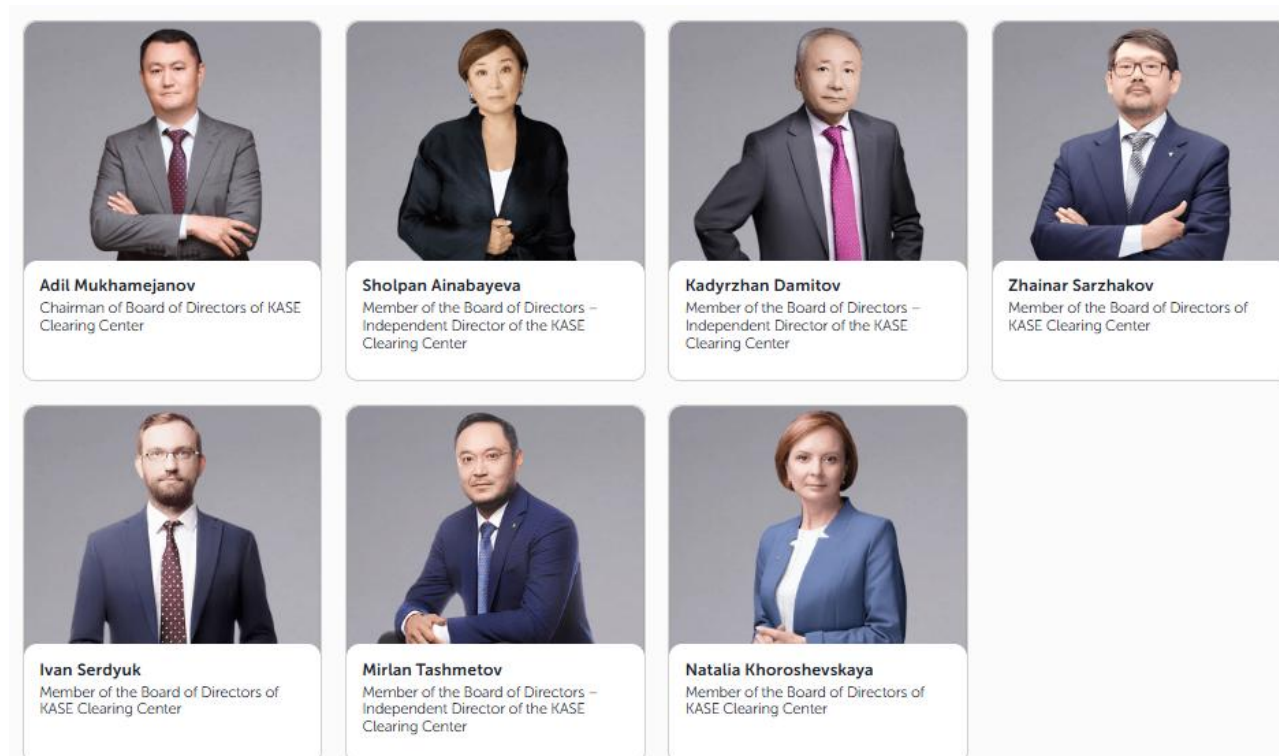 Adil Mukhamejanov
Chairman of Board of Directors of KASE
Clearing Center
Sholpan Ainabayeva
Member of the Board of Directors –
Independent Director of the KASE
Clearing Center
Kadyrzhan Damitov
Member of the Board of Directors –
Independent Director of the KASE
Clearing Center
Zhainar Sarzhakov
Member of the Board of Directors of
KASE Clearing Center
Ivan Serdyuk
Member of the Board of Directors of
KASE Clearing Center
Mirlan Tashmetov
Member of the Board of Directors –
Independent Director of the KASE
Clearing Center
Natalia Khoroshevskaya
Member of the Board of Directors of
KASE Clearing Center